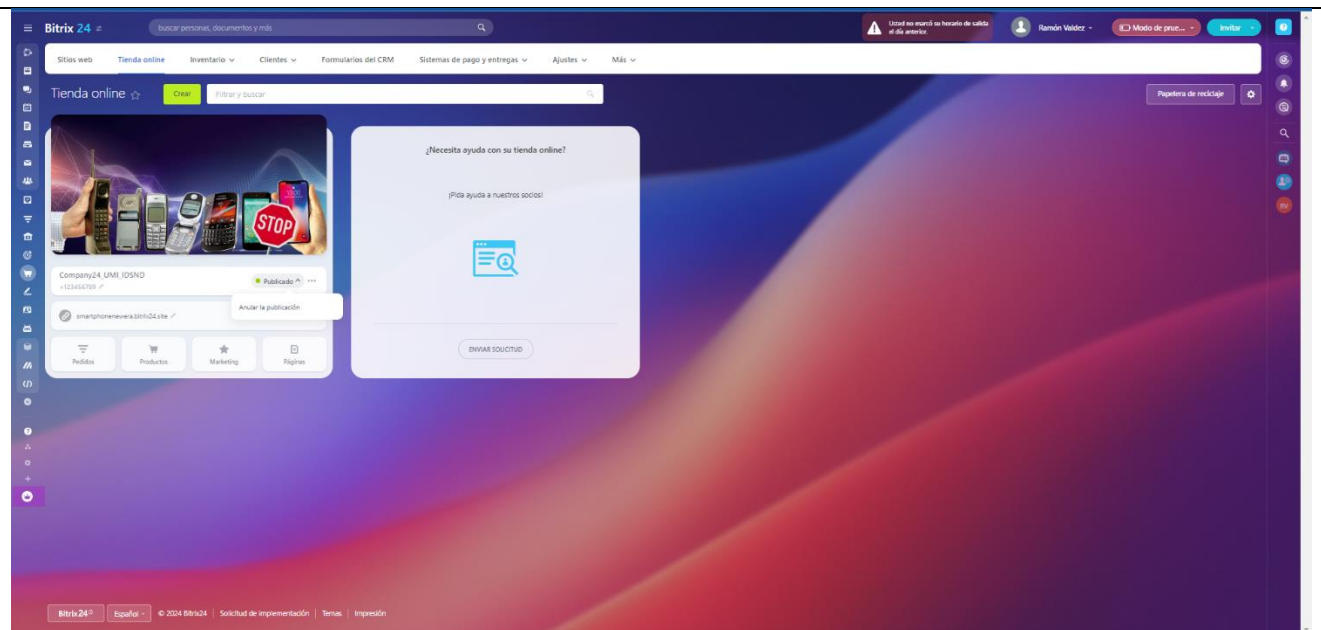 Bitrix 24
buscar personas, documentos y más
Usted no marcó su horario de salida
el día anterior.
Ramón Valdez
Modo de prue...
Invitar
Sitios web
Tienda online
Inventario
Clientes
Formularios del CRM
Sistemas de pago y entregas
Ajustes
Más
Tienda online
Crear
Filtrar y buscar
Papelera de reciclaje
STOP
¿Necesita ayuda con su tienda online?
¡Pida ayuda a nuestros socios!
ENVIAR SOLICITUD
Company24_UMI_IDSND
+123456789
Publicado
Anular la publicación
smartphonenewera.bitrix24.site
Pedidos
Productos
Marketing
Páginas
RV
Bitrix24
Español
© 2024 Bitrix24
Solicitud de implementación
Temas
Impresión